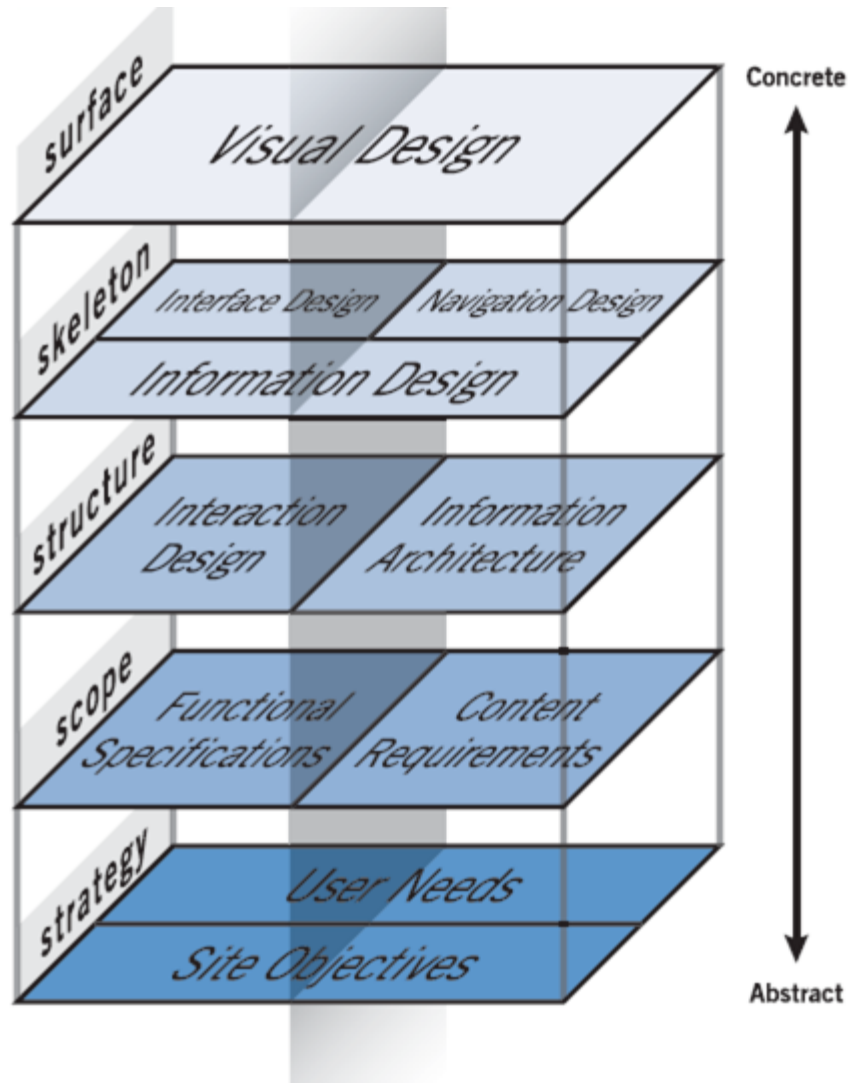 surface
Visual Design
Concrete
skeleton
Interface Design
Navigation Design
Information Design
structure
Interaction
Design
Information
Architecture
scope
Functional
Specifications
Content
Requirements
strategy
User Needs
Site Objectives
Abstract